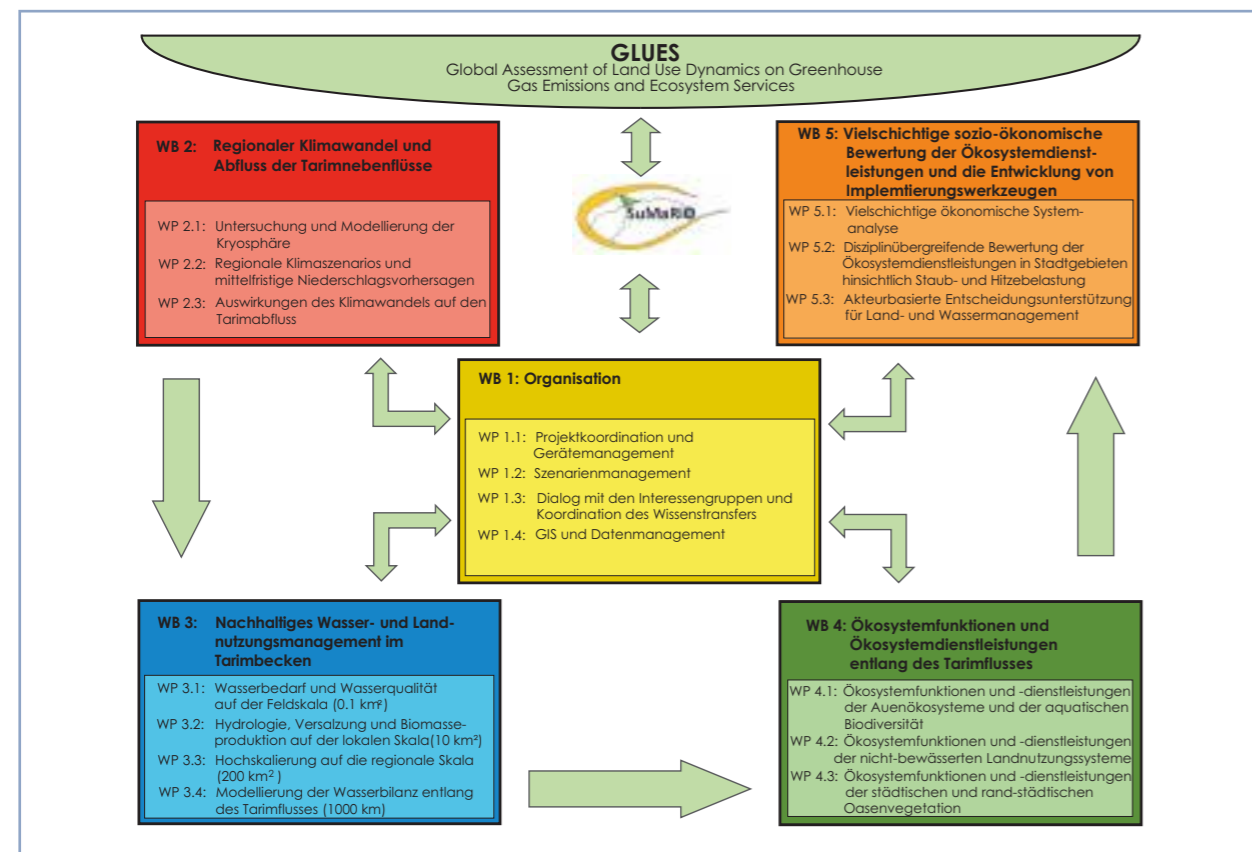 GLUES
Global Assessment of Land Use Dynamics on Greenhouse
Gas Emissions and Ecosystem Services
WB 2: Regionaler Klimawandel und
Abfluss der Tarimnebenflüsse
WP 2.1: Untersuchung und Modellierung der
Kryosphäre
WP 2.2: Regionale Klimaszenarios und
mittelfristige Niederschlagsvorhersagen
WP 2.3: Auswirkungen des Klimawandels auf den
Tarimabfluss
SuMaRiO
WB 5: Vielschichtige sozio-ökonomische
Bewertung der Ökosystemdienst-
leistungen und die Entwicklung von
Implemtierungswerkzeugen
WP 5.1: Vielschichtige ökonomische System-
analyse
WP 5.2: Disziplinübergreifende Bewertung der
Ökosystemdienstleistungen in Stadtgebieten
hinsichtlich Staub- und Hitzebelastung
WP 5.3: Akteurbasierte Entscheidungsunterstützung
für Land- und Wassermanagement
WB 1: Organisation
WP 1.1: Projektkoordination und
Gerätemanagement
WP 1.2: Szenarienmanagement
WP 1.3: Dialog mit den Interessengruppen und
Koordination des Wissenstransfers
WP 1.4: GIS und Datenmanagement
WB 3: Nachhaltiges Wasser- und Land-
nutzungsmanagement im
Tarimbecken
WP 3.1: Wasserbedarf und Wasserqualität
auf der Feldskala (0.1 km²)
WP 3.2: Hydrologie, Versalzung und Biomasse-
produktion auf der lokalen Skala(10 km²)
WP 3.3: Hochskalierung auf die regionale Skala
(200 km²)
WP 3.4: Modellierung der Wasserbilanz entlang
des Tarimflusses (1000 km)
WB 4: Ökosystemfunktionen und
Ökosystemdienstleistungen
entlang des Tarimflusses
WP 4.1: Ökosystemfunktionen und -dienstleistungen
der Auenökosysteme und der aquatischen
Biodiversität
WP 4.2: Ökosystemfunktionen und -dienstleistungen
der nicht-bewässerten Landnutzungssysteme
WP 4.3: Ökosystemfunktionen und -dienstleistungen
der städtischen und rand-städtischen
Oasenvegetation